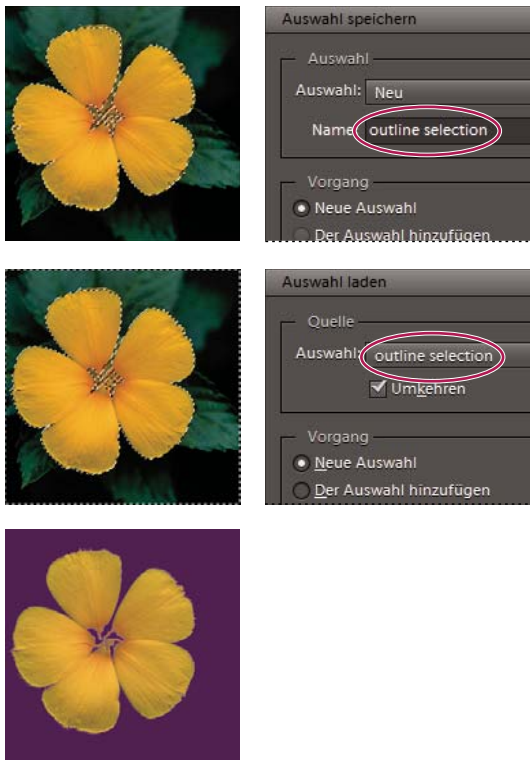 Auswahl speichern
Auswahl
Auswahl: Neu
Name: outline selection
Vorgang
Neue Auswahl
Der Auswahl hinzufügen
Auswahl laden
Quelle
Auswahl: outline selection
Umkehren
Vorgang
Neue Auswahl
Der Auswahl hinzufügen